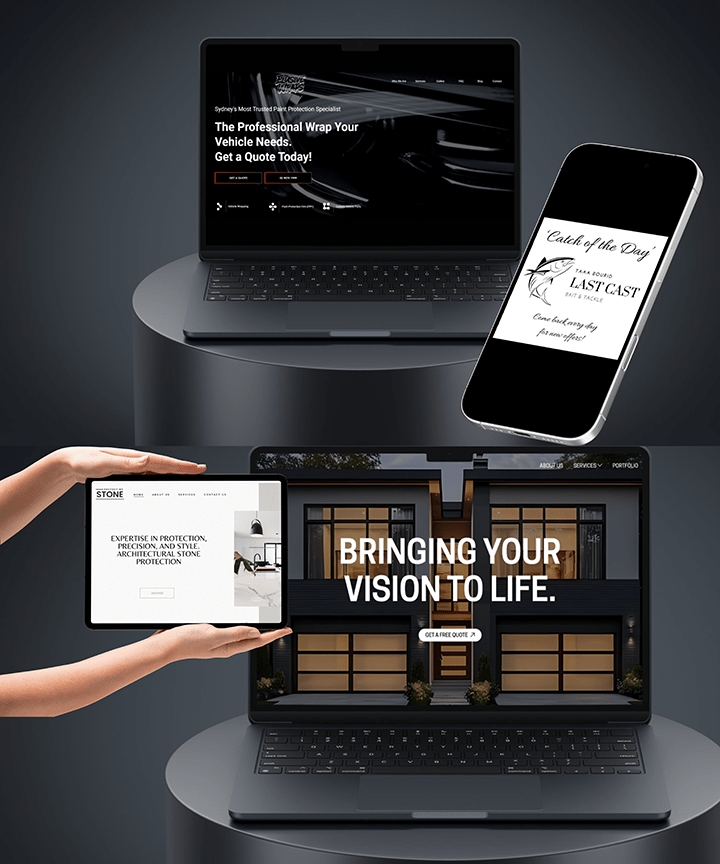 Who We Are Services Gallery FAQ Blog Contact
Sydney's Most Trusted Paint Protection Specialist
The Professional Wrap Your
Vehicle Needs.
Get a Quote Today!
GET A QUOTE
Vehicle Wrapping
Paint Protection Film (PPF)
'Catch of the Day'
LAST CAST
BAIT & TACKLE
Come back every day
for new offers!
STONE
HOME ABOUT US SERVICES CONTACT US
EXPERTISE IN PROTECTION,
PRECISION, AND STYLE.
ARCHITECTURAL STONE
PROTECTION
ABOUT US SERVICES PORTFOLIO
BRINGING YOUR
VISION TO LIFE.
GET A FREE QUOTE